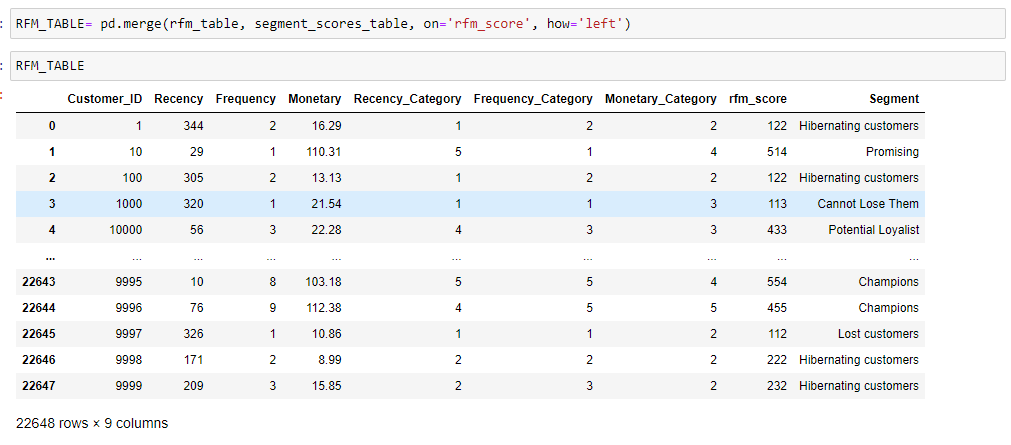 : RFM_TABLE= pd.merge(rfm_table, segment_scores_table, on='rfm_score', how='left')
: RFM_TABLE
:
Customer_ID Recency Frequency Monetary Recency_Category Frequency_Category Monetary_Category rfm_score Segment
0 1 344 2 16.29 1 2 2 122 Hibernating customers
1 10 29 1 110.31 5 1 4 514 Promising
2 100 305 2 13.13 1 2 2 122 Hibernating customers
3 1000 320 1 21.54 1 1 3 113 Cannot Lose Them
4 10000 56 3 22.28 4 3 3 433 Potential Loyalist
... ... ... ... ... ... ... ... ... ...
22643 9995 10 8 103.18 5 5 4 554 Champions
22644 9996 76 9 112.38 4 5 5 455 Champions
22645 9997 326 1 10.86 1 1 2 112 Lost customers
22646 9998 171 2 8.99 2 2 2 222 Hibernating customers
22647 9999 209 3 15.85 2 3 2 232 Hibernating customers
22648 rows × 9 columns